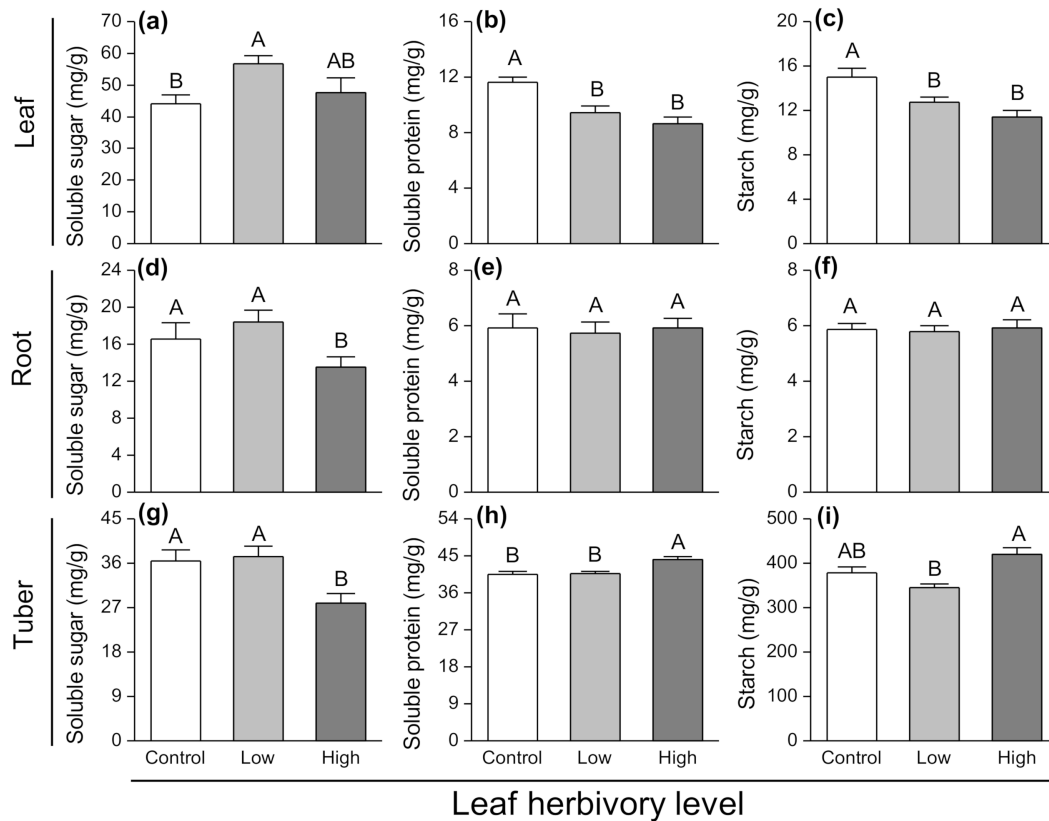 Leaf
Soluble sugar (mg/g)
70
60
50
40
30
20
10
0
(a)
B
A
AB
Soluble protein (mg/g)
16
12
8
4
0
(b)
A
B
B
Starch (mg/g)
20
16
12
8
4
0
(c)
A
B
B
Root
Soluble sugar (mg/g)
24
20
16
12
8
4
0
(d)
A
A
B
Soluble protein (mg/g)
8
6
4
2
0
(e)
A
A
A
Starch (mg/g)
8
6
4
2
0
(f)
A
A
A
Tuber
Soluble sugar (mg/g)
45
36
27
18
9
0
(g)
A
A
B
Soluble protein (mg/g)
54
45
36
27
18
9
0
(h)
B
B
A
Starch (mg/g)
500
400
300
200
100
0
(i)
AB
B
A
Control Low High
Control Low High
Control Low High
Leaf herbivory level